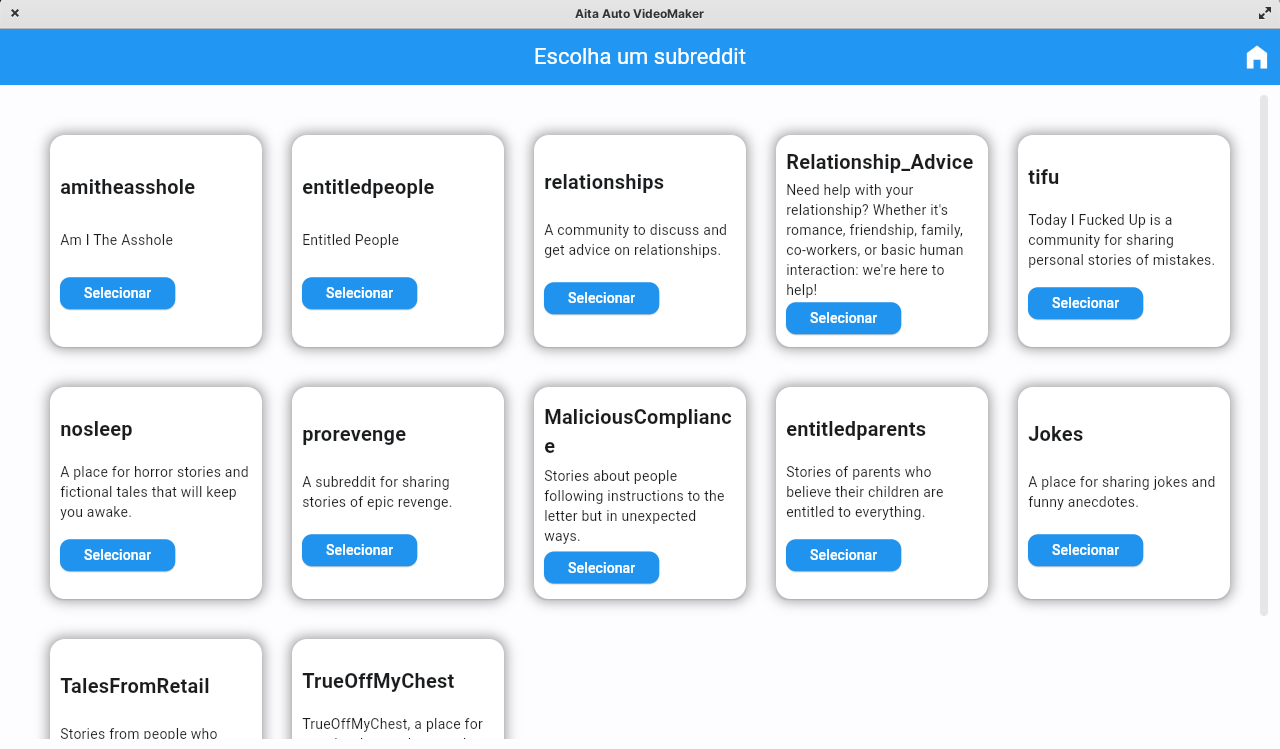 Aita Auto VideoMaker
Escolha um subreddit
amitheasshole
Am I The Asshole
Selecionar
entitledpeople
Entitled People
Selecionar
relationships
A community to discuss and
get advice on relationships.
Selecionar
Relationship_Advice
Need help with your
relationship? Whether it's
romance, friendship, family,
co-workers, or basic human
interaction: we're here to
help!
Selecionar
tifu
Today I Fucked Up is a
community for sharing
personal stories of mistakes.
Selecionar
nosleep
A place for horror stories and
fictional tales that will keep
you awake.
Selecionar
prorevenge
A subreddit for sharing
stories of epic revenge.
Selecionar
MaliciousComplianc
e
Stories about people
following instructions to the
letter but in unexpected
ways.
Selecionar
entitledparents
Stories of parents who
believe their children are
entitled to everything.
Selecionar
Jokes
A place for sharing jokes and
funny anecdotes.
Selecionar
TalesFromRetail
Stories from people who
TrueOffMyChest
TrueOffMyChest, a place for